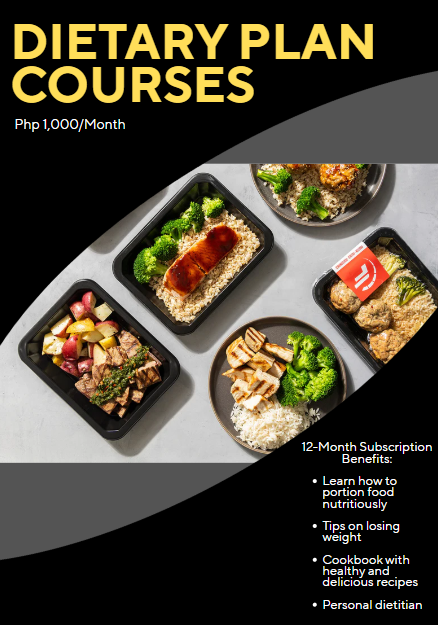 DIETARY PLAN
COURSES
Php 1,000/Month
12-Month Subscription
Benefits:
• Learn how to
portion food
nutritiously
• Tips on losing
weight
• Cookbook with
healthy and
delicious recipes
• Personal dietitian